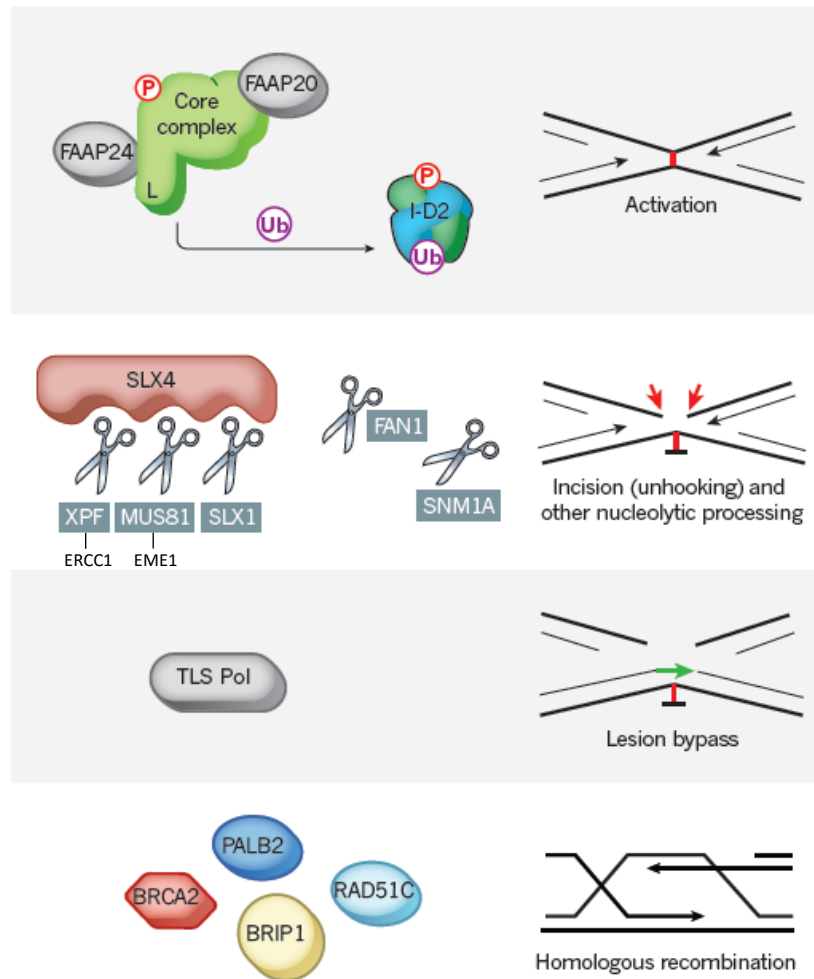 P
Core
complex
FAAP20
FAAP24
L
Ub
P
I-D2
Ub
Activation
SLX4
FAN1
SNM1A
XPF
MUS81
SLX1
ERCC1
EME1
Incision (unhooking) and
other nucleolytic processing
TLS Pol
Lesion bypass
PALB2
BRCA2
RAD51C
BRIP1
Homologous recombination